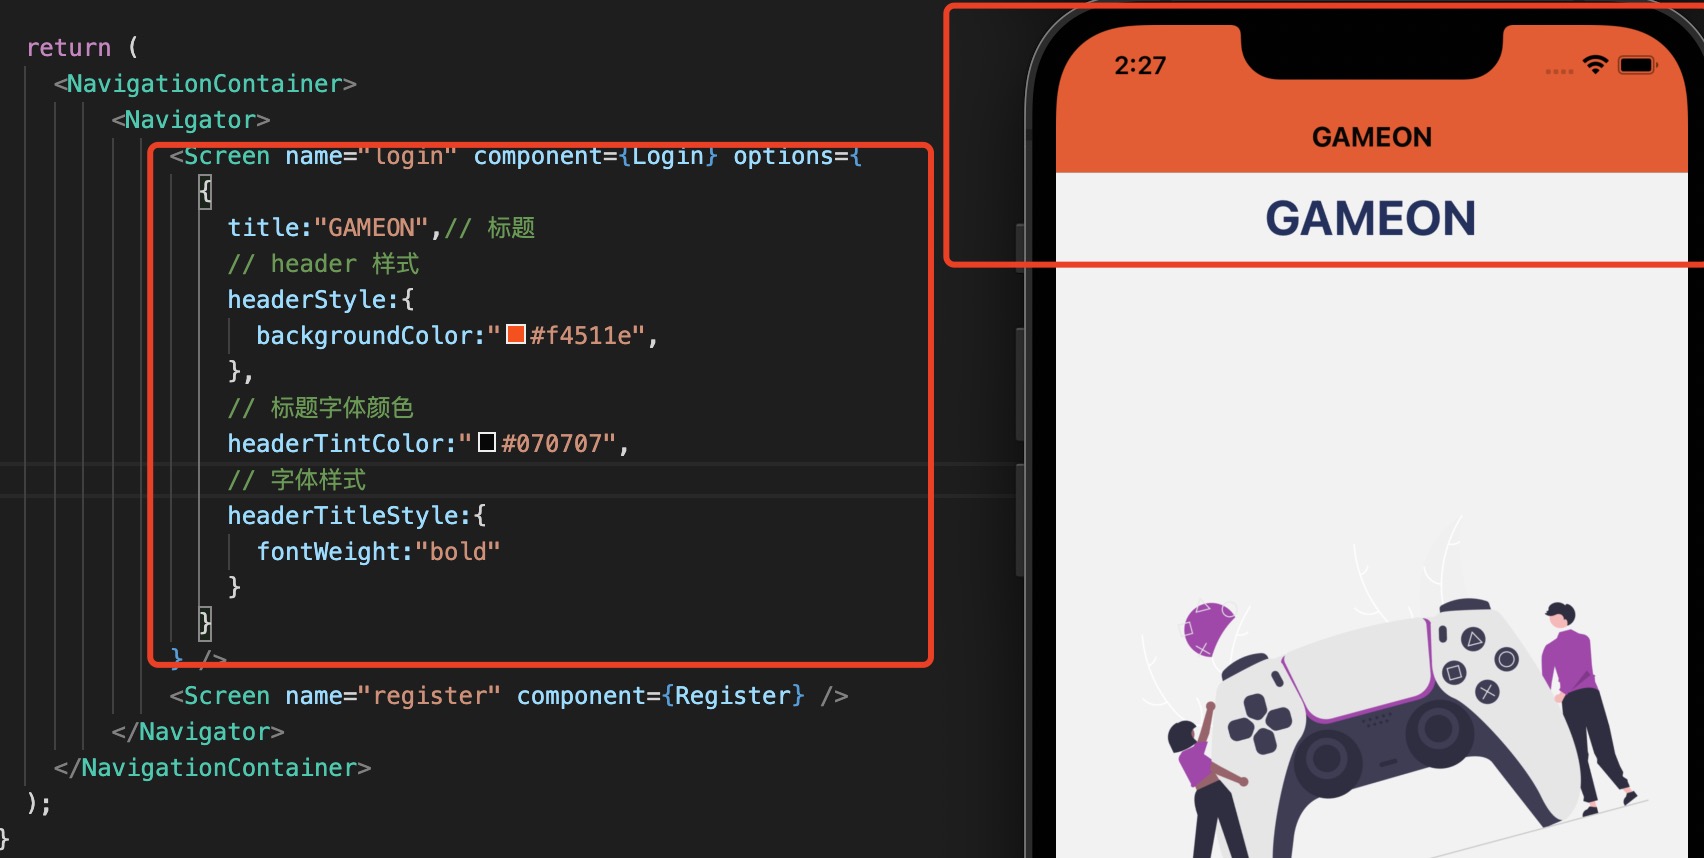 return (
<NavigationContainer>
<Navigator>
<Screen name="login" component={Login} options={
{
title:"GAMEON",// 标题
// header 样式
headerStyle:{
backgroundColor:"#f4511e",
},
// 标题字体颜色
headerTintColor:"#070707",
// 字体样式
headerTitleStyle:{
fontWeight:"bold"
}
}
} />
<Screen name="register" component={Register} />
</Navigator>
</NavigationContainer>
);
}
2:27
GAMEON
GAMEON